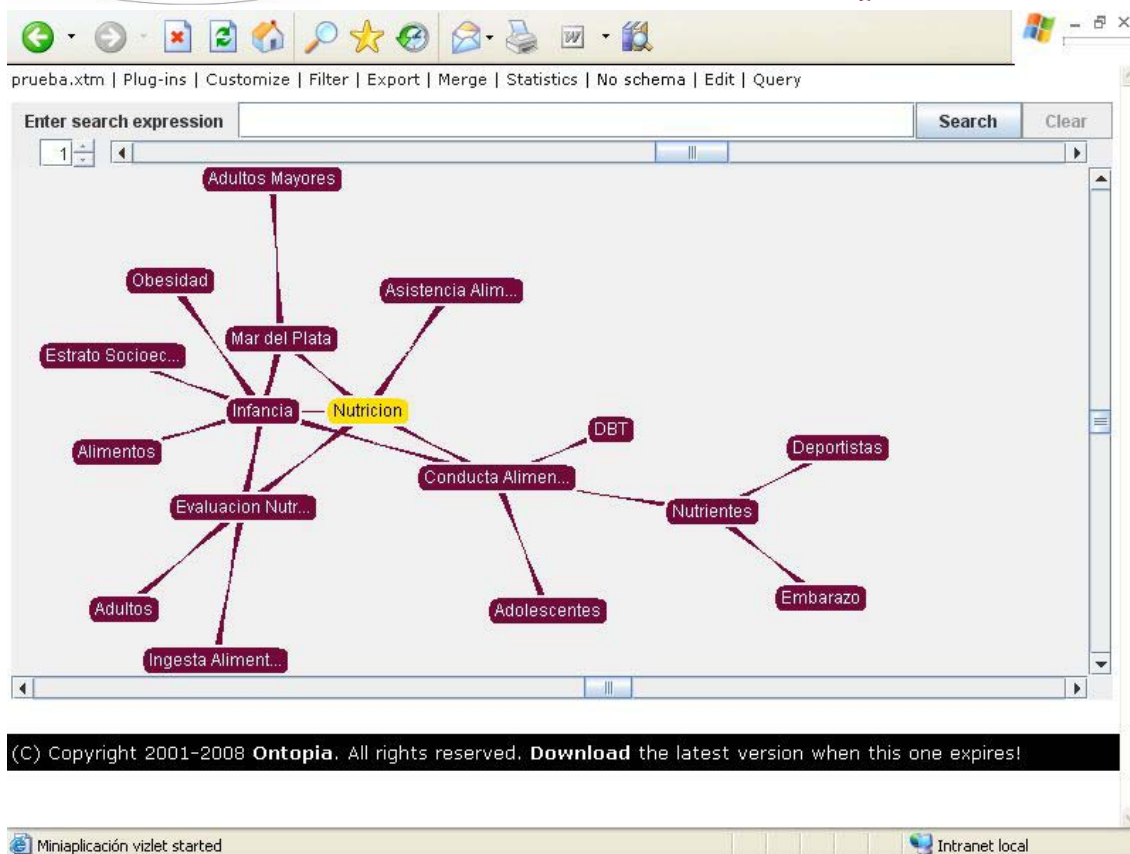 prueba.xtm | Plug-ins | Customize | Filter | Export | Merge | Statistics | No schema | Edit | Query
Enter search expression Search Clear
1
Adultos Mayores
Obesidad
Asistencia Alim...
Mar del Plata
Estrato Socioec...
Infancia
Nutricion
DBT
Alimentos
Deportistas
Conducta Alimen...
Evaluacion Nutr...
Nutrientes
Adultos
Adolescentes
Embarazo
Ingesta Aliment...
(C) Copyright 2001-2008 Ontopia. All rights reserved. Download the latest version when this one expires!
Miniaplicación vizlet started Intranet local